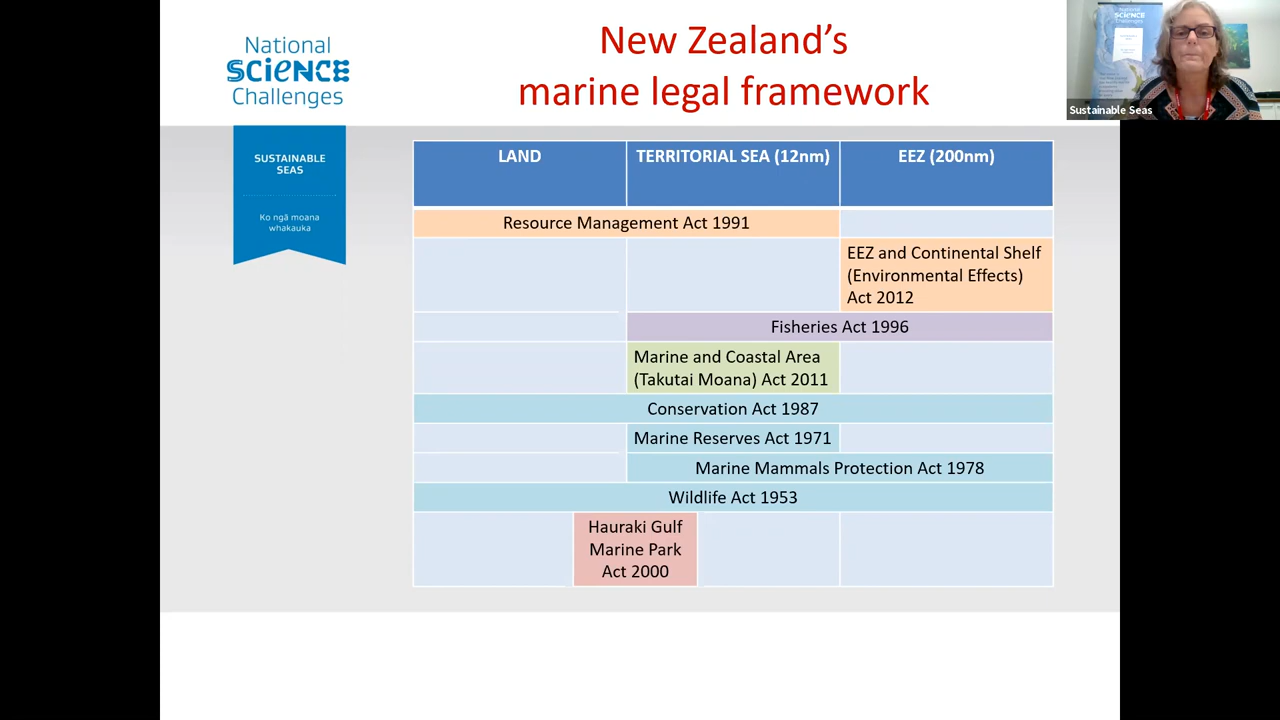 New Zealand's
marine legal framework
National
SCIENCE
Challenges
SUSTAINABLE
SEAS
Ko ngā moana
whakauka
LAND
TERRITORIAL SEA (12nm)
EEZ (200nm)
Resource Management Act 1991
EEZ and Continental Shelf
(Environmental Effects)
Act 2012
Fisheries Act 1996
Marine and Coastal Area
(Takutai Moana) Act 2011
Conservation Act 1987
Marine Reserves Act 1971
Marine Mammals Protection Act 1978
Wildlife Act 1953
Hauraki Gulf
Marine Park
Act 2000
National
SCIENCE
Challenges
Sustainable Seas